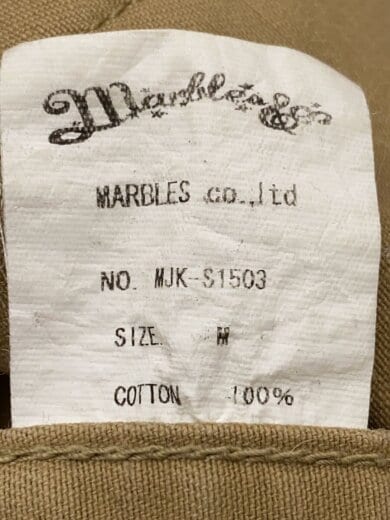 Marbles & Co
MARBLES co.,ltd
NO. MJK-S1503
SIZE. M
COTTON 100%